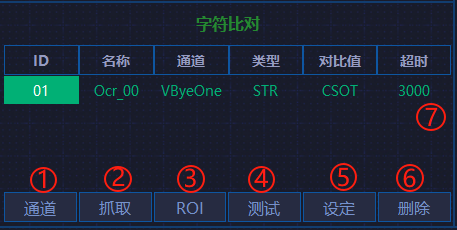 字符比对
ID 名称 通道 类型 对比值 超时
01 Ocr_00 VByeOne STR CSOT 3000
⑦
① ② ③ ④ ⑤ ⑥
通道 抓取 ROI 测试 设定 删除